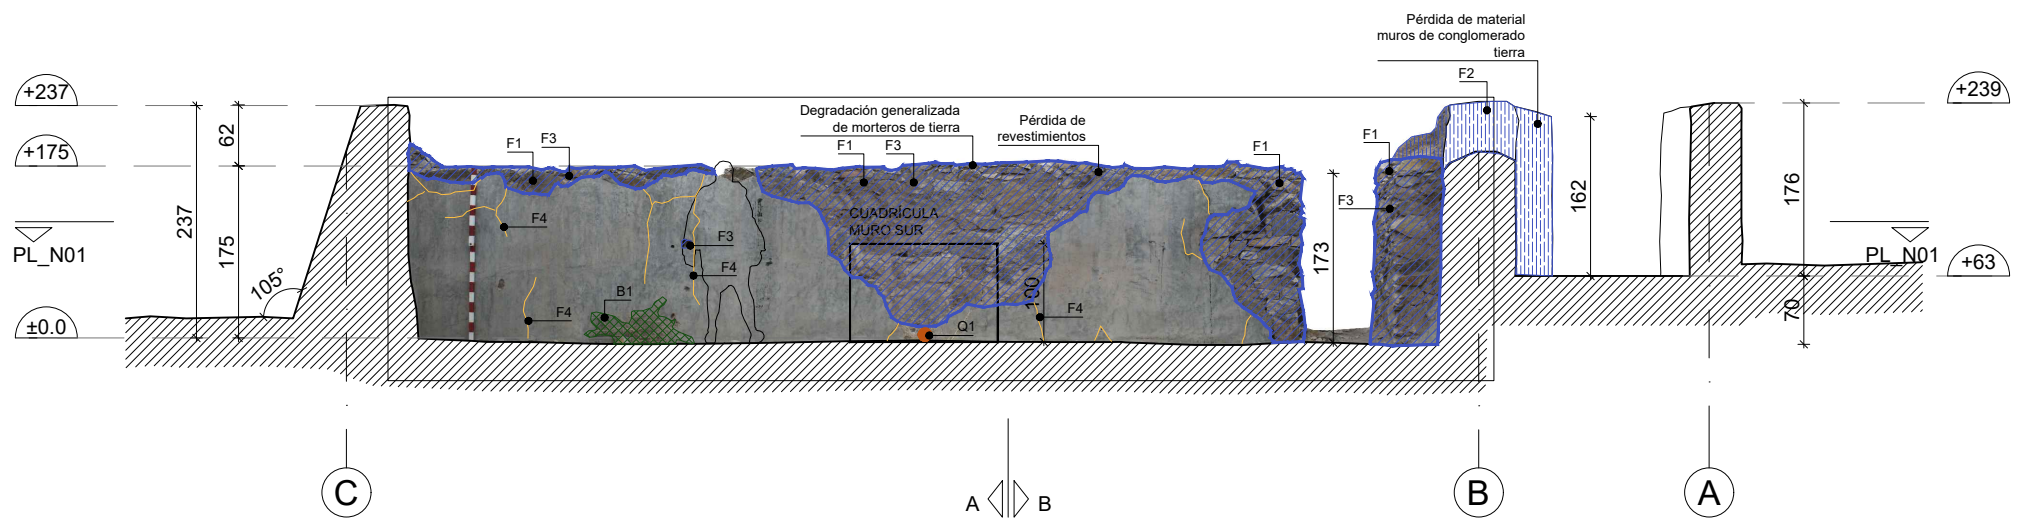 Pérdida de material
muros de conglomerado
tierra
F2
+237
+239
Degradación generalizada
de morteros de tierra
Pérdida de
revestimientos
62
F1
F3
F1
F3
F1
F1
+175
237
175
173
162
176
CUADRÍCULA
MURO SUR
F3
F4
F3
PL_N01
PL_N01
+63
F4
105°
B1
100
F4
F4
Q1
70
±0.0
C
A
B
B
A